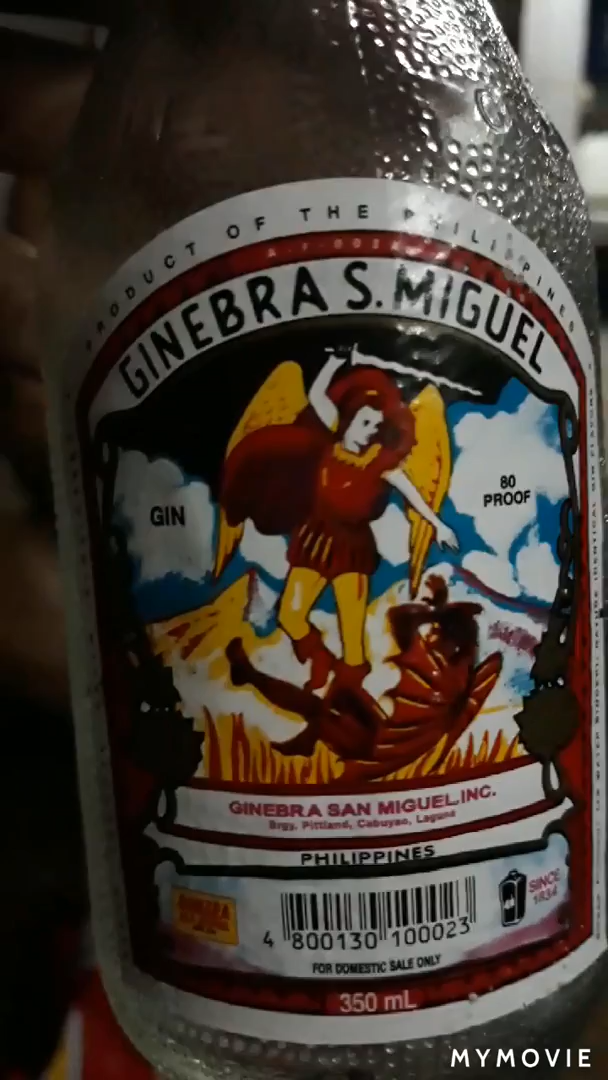 PRODUCT OF THE PHILIPPINES
GINEBRA S. MIGUEL
GIN
80
PROOF
GINEBRA SAN MIGUEL, INC.
Brgy. Pittland, Cabuyao, Laguna
PHILIPPINES
SINCE
1834
4 800130 100023
FOR DOMESTIC SALE ONLY
350 mL
MYMOVIE